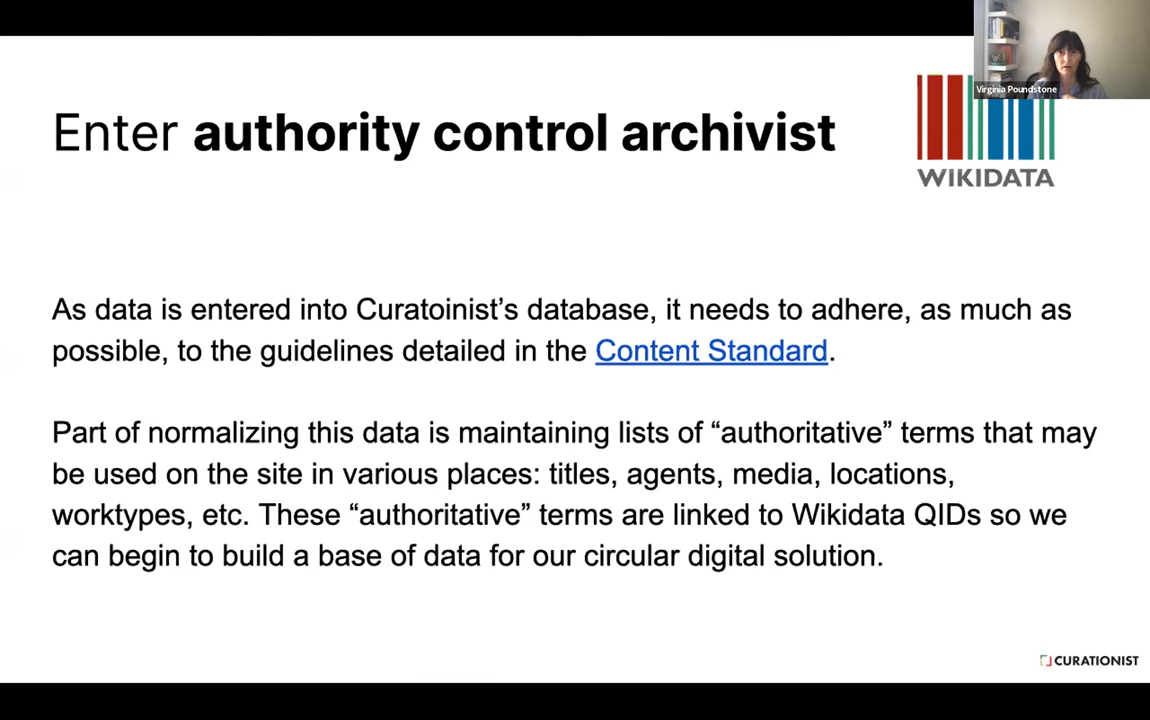 Virginia Poundstone
Enter authority control archivist
WIKIDATA
As data is entered into Curatoinist’s database, it needs to adhere, as much as
possible, to the guidelines detailed in the Content Standard.
Part of normalizing this data is maintaining lists of “authoritative” terms that may
be used on the site in various places: titles, agents, media, locations,
worktypes, etc. These “authoritative” terms are linked to Wikidata QIDs so we
can begin to build a base of data for our circular digital solution.
CURATIONIST